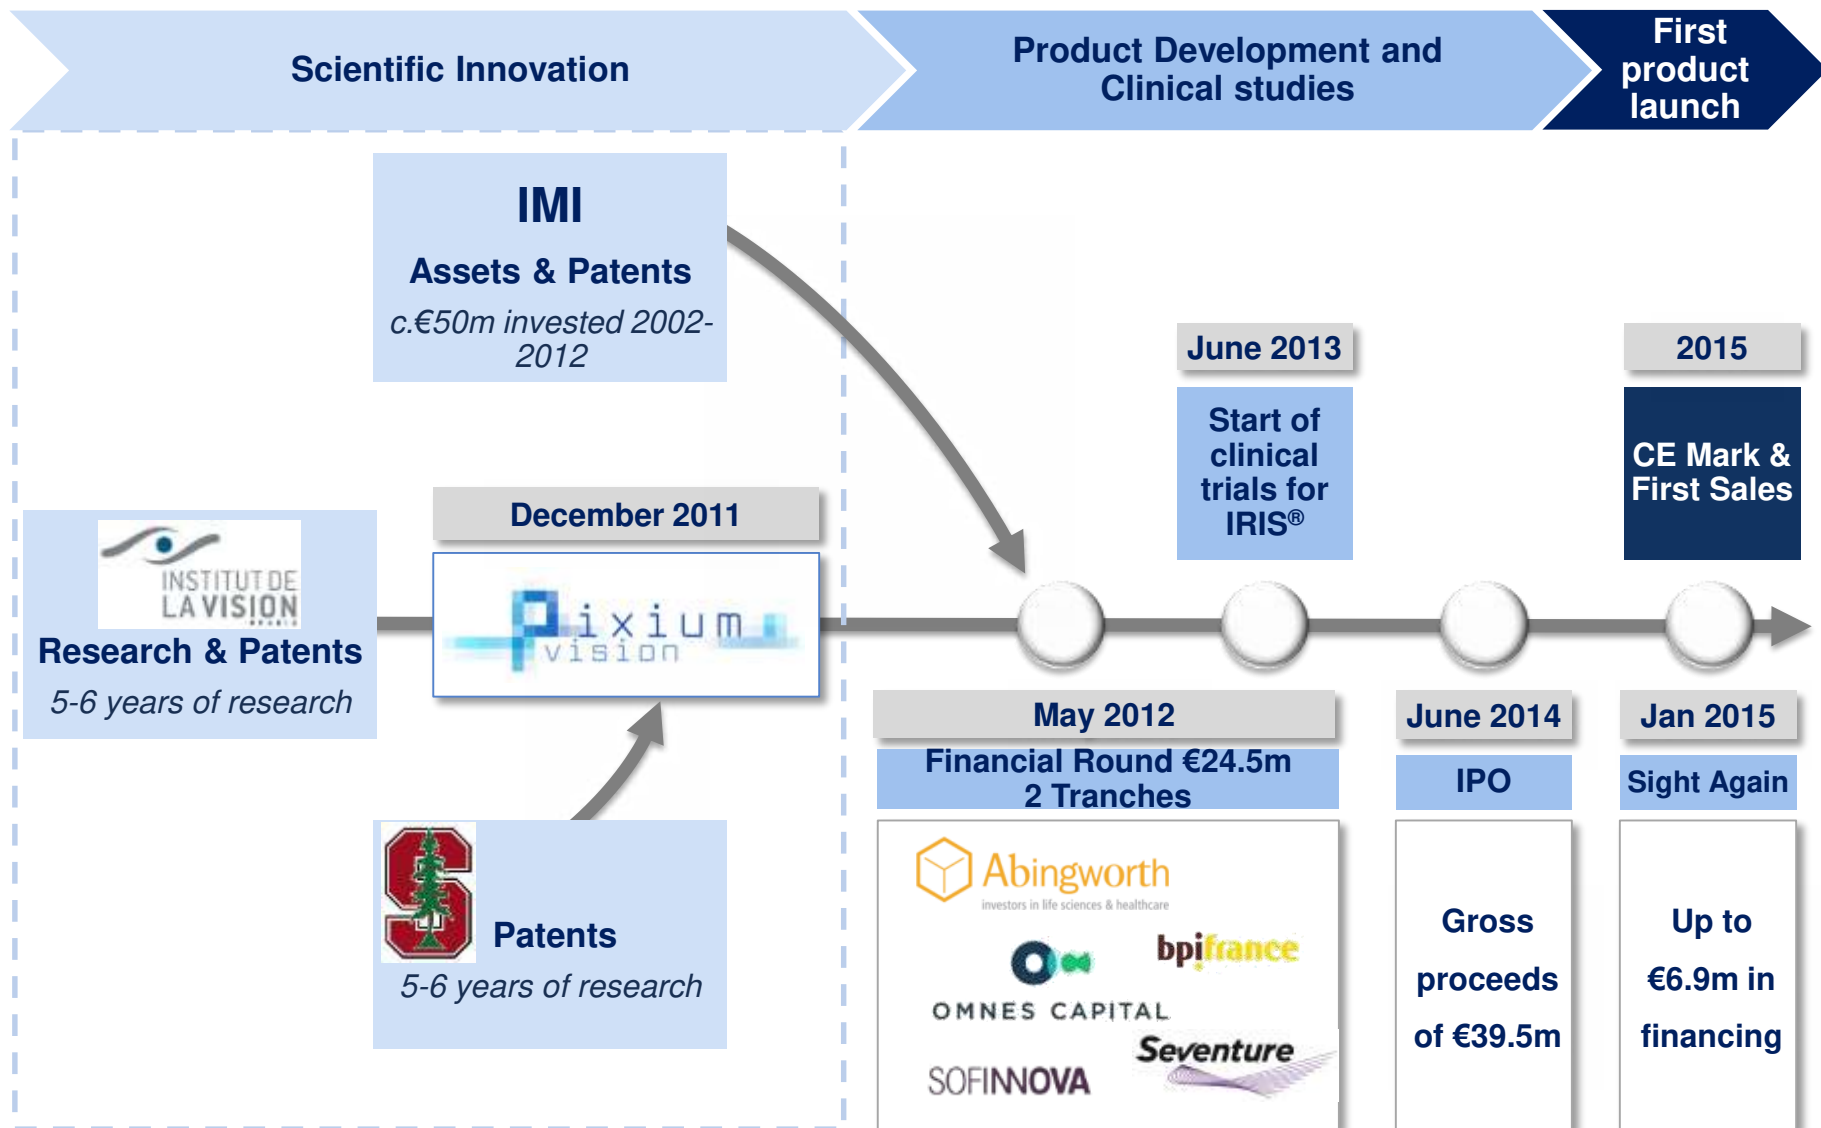 Scientific Innovation
Product Development and
Clinical studies
First
product
launch
IMI
Assets & Patents
c.€50m invested 2002-
2012
June 2013
Start of
clinical
trials for
IRIS®
2015
CE Mark &
First Sales
December 2011
pixium
vision
INSTITUT DE
LA VISION
Research & Patents
5-6 years of research
S
Patents
5-6 years of research
May 2012
Financial Round €24.5m
2 Tranches
Abingworth
investors in life sciences & healthcare
bpifrance
OMNES CAPITAL
Seventure
SOFINNOVA
June 2014
IPO
Gross
proceeds
of €39.5m
Jan 2015
Sight Again
Up to
€6.9m in
financing